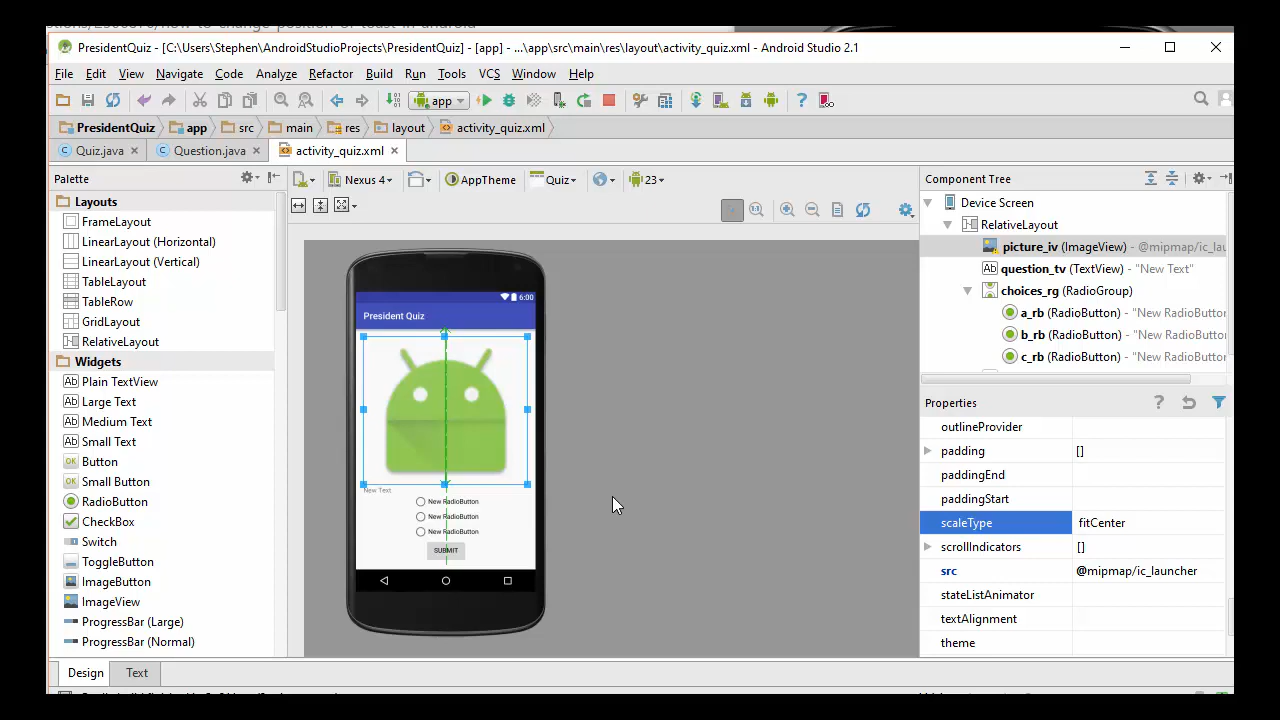 PresidentQuiz - [C:\Users\Stephen\AndroidStudioProjects\PresidentQuiz] - [app] - ...\app\src\main\res\layout\activity_quiz.xml - Android Studio 2.1
File Edit View Navigate Code Analyze Refactor Build Run Tools VCS Window Help
app
PresidentQuiz app src main res layout activity_quiz.xml
Quiz.java Question.java activity_quiz.xml
Palette
Nexus 4 AppTheme Quiz 23
Component Tree
Layouts
FrameLayout
LinearLayout (Horizontal)
LinearLayout (Vertical)
TableLayout
TableRow
GridLayout
RelativeLayout
Widgets
Plain TextView
Large Text
Medium Text
Small Text
Button
Small Button
RadioButton
CheckBox
Switch
ToggleButton
ImageButton
ImageView
ProgressBar (Large)
ProgressBar (Normal)
Design Text
6:00
President Quiz
New Text
New RadioButton
New RadioButton
New RadioButton
SUBMIT
Device Screen
RelativeLayout
picture_iv (ImageView) - @mipmap/ic_lau
question_tv (TextView) - "New Text"
choices_rg (RadioGroup)
a_rb (RadioButton) - "New RadioButto
b_rb (RadioButton) - "New RadioButto
c_rb (RadioButton) - "New RadioButto
Properties
outlineProvider
padding []
paddingEnd
paddingStart
scaleType fitCenter
scrollIndicators []
src @mipmap/ic_launcher
stateListAnimator
textAlignment
theme